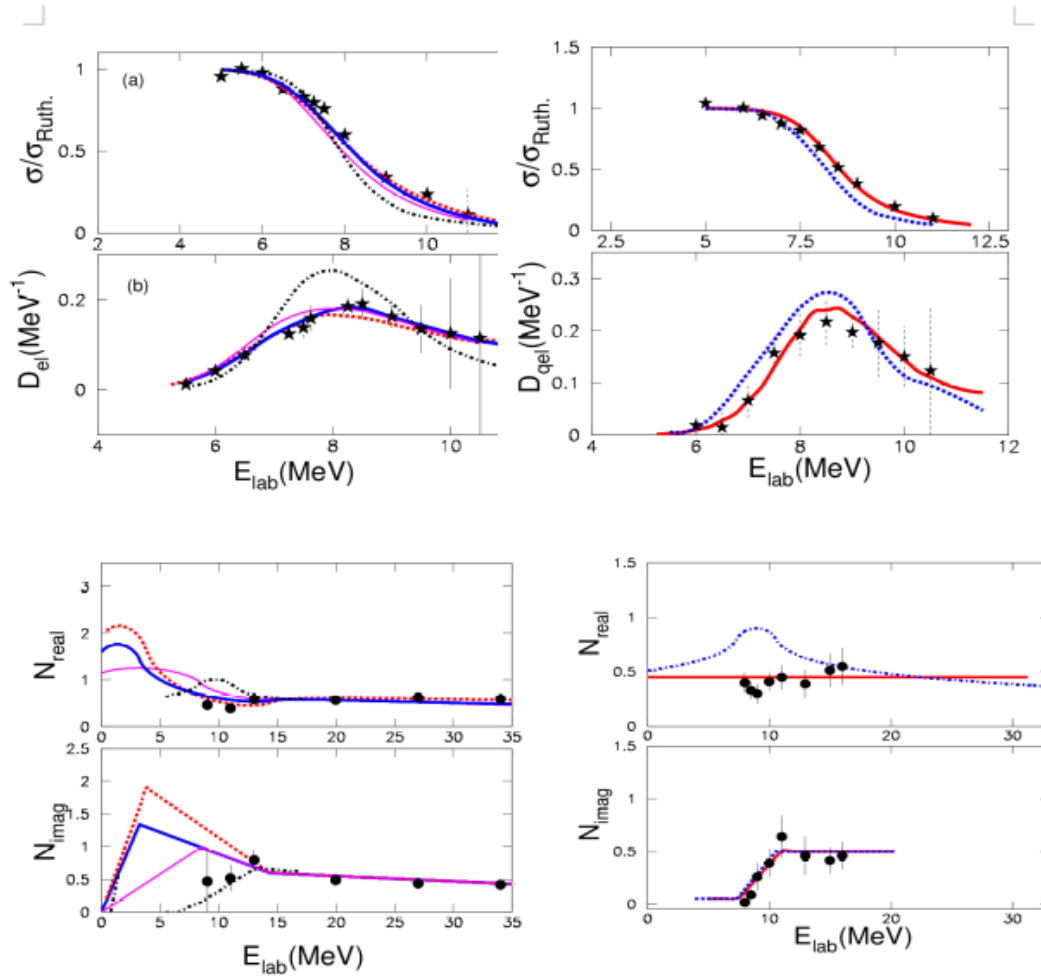 1
(a)
σ/σRuth.
0.5
0
2 4 6 8 10
(b)
0.2
Del(MeV-1)
0
4 6 8 10
Elab(MeV)
1.5
1
σ/σRuth.
0.5
0
2.5 5 7.5 10 12.5
0.3
Dqel(MeV-1)
0.2
0.1
0
4 6 8 10 12
Elab(MeV)
3
Nreal
2
1
0
0 5 10 15 20 25 30 35
2.5
2
Nimag
1.5
1
0.5
0
0 5 10 15 20 25 30 35
Elab(MeV)
1.5
Nreal
1
0.5
0
0 10 20 30
1.5
Nimag
1
0.5
0
0 10 20 30
Elab(MeV)